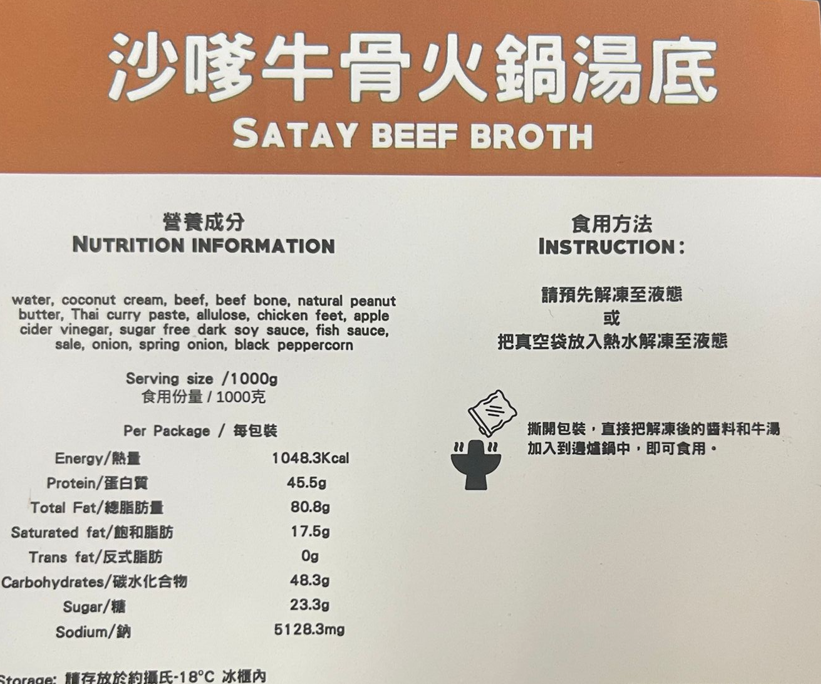 沙嗲牛骨火鍋湯底
SATAY BEEF BROTH
營養成分
NUTRITION INFORMATION
water, coconut cream, beef, beef bone, natural peanut
butter, Thai curry paste, allulose, chicken feet, apple
cider vinegar, sugar free dark soy sauce, fish sauce,
sale, onion, spring onion, black peppercorn
Serving size /1000g
食用份量 / 1000克
Per Package / 每包裝
Energy/熱量 1048.3Kcal
Protein/蛋白質 45.5g
Total Fat/總脂肪量 80.8g
Saturated fat/飽和脂肪 17.5g
Trans fat/反式脂肪 0g
Carbohydrates/碳水化合物 48.3g
Sugar/糖 23.3g
Sodium/鈉 5128.3mg
Storage: 請存放於約攝氏-18°C 冰櫃內
食用方法
INSTRUCTION:
請預先解凍至液態
或
把真空袋放入熱水解凍至液態
撕開包裝，直接把解凍後的醬料和牛湯
加入到邊爐鍋中，即可食用。